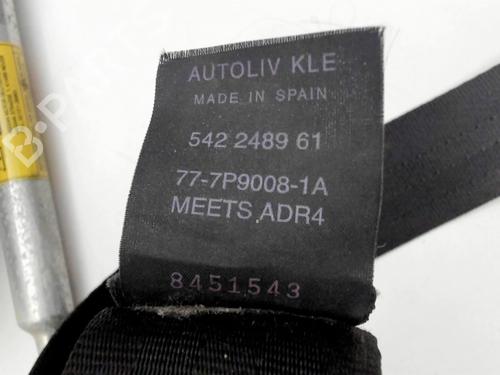 AUTOLIV KLE
MADE IN SPAIN
542 2489 61
77-7P9008-1A
MEETS ADR4
8451543